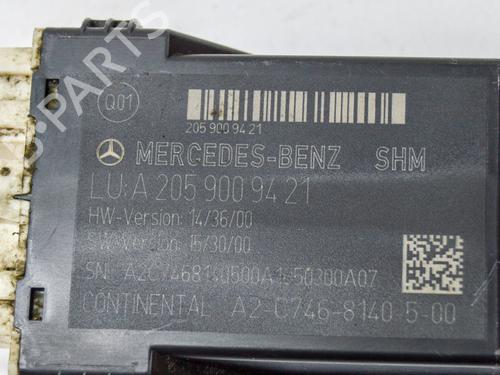 B-PARTS
Q01
205 900 94 21
MERCEDES-BENZ SHM
LU: A 205 900 94 21
HW-Version: 14/36/00
SW-Version: 15/30/00
CONTINENTAL A2-C746-8140-5-00